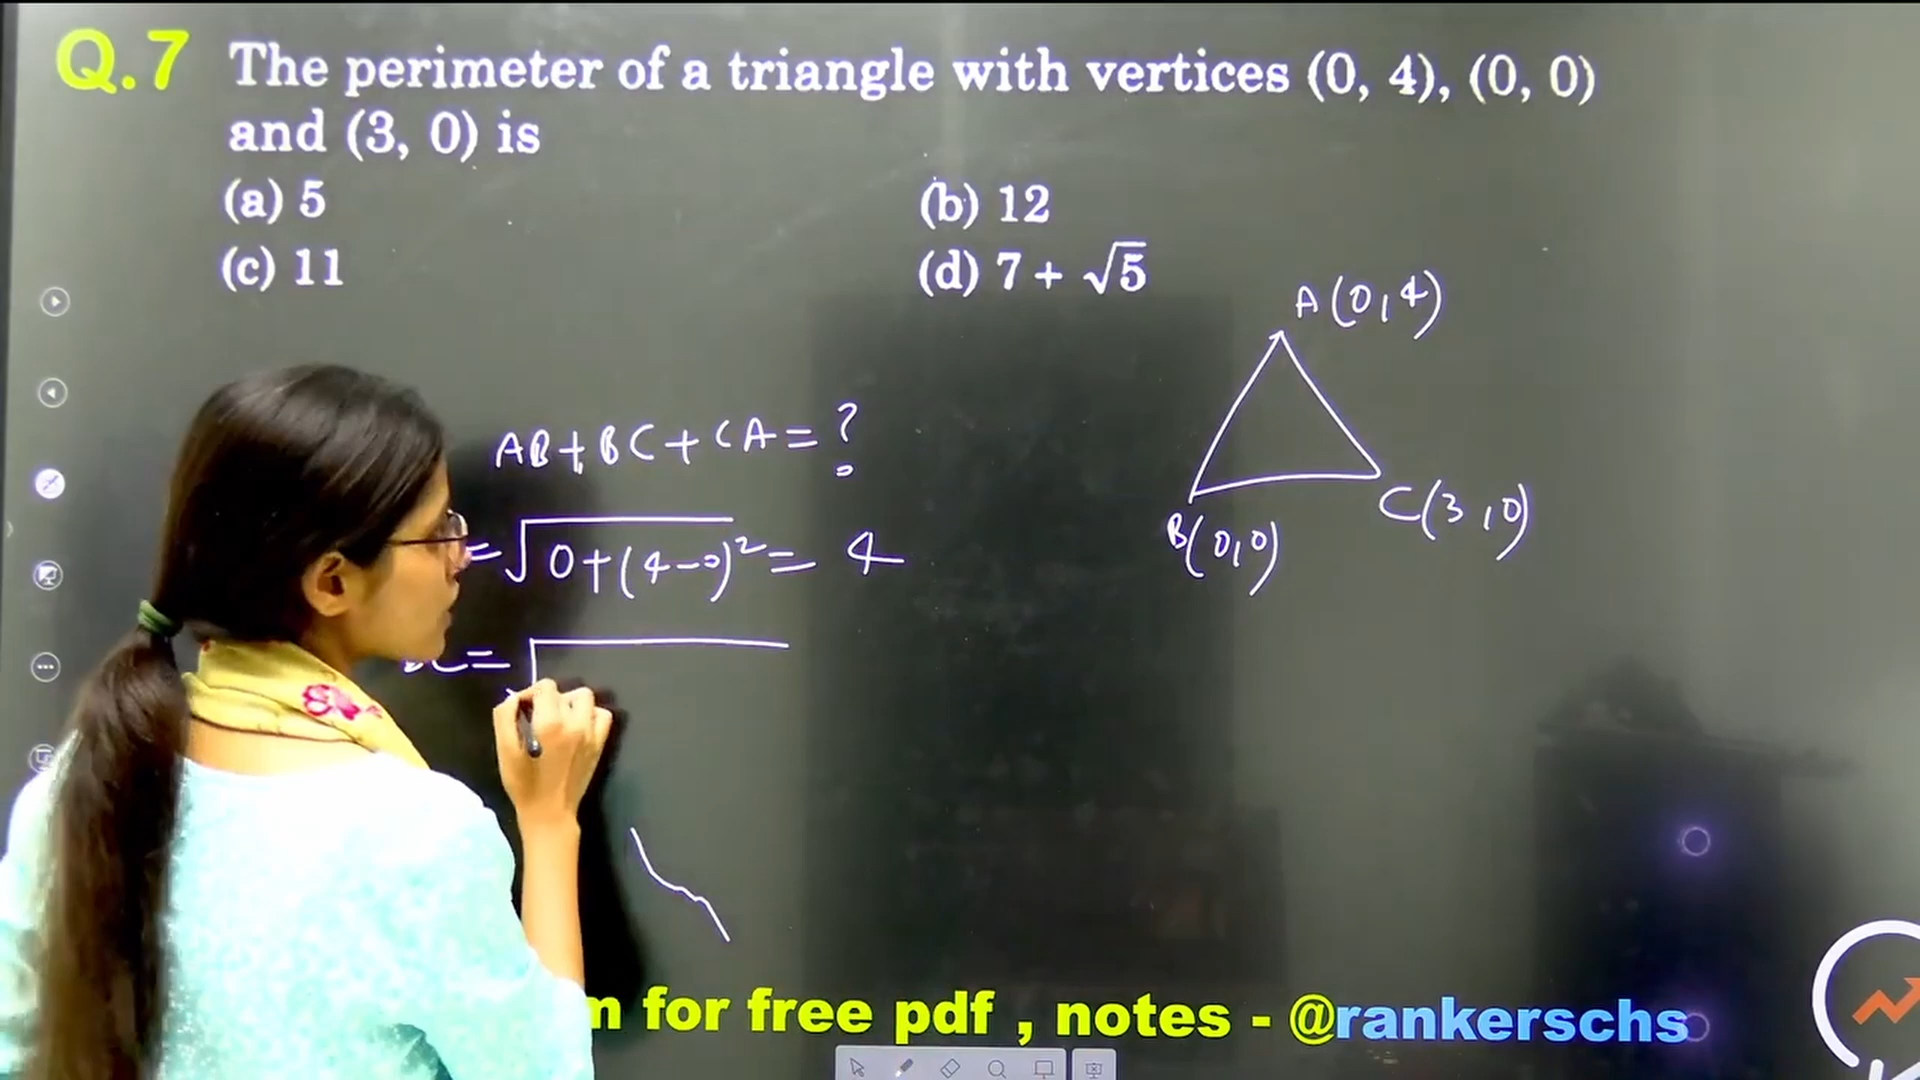 Q.7 The perimeter of a triangle with vertices (0, 4), (0, 0)
and (3, 0) is
(a) 5
(b) 12
(c) 11
(d) 7 + √5
A(0,4)
AB+BC+CA=?
B(0,0)
C(3,0)
=√0+(4-0)²= 4
C=√
m for free pdf , notes - @rankerschs